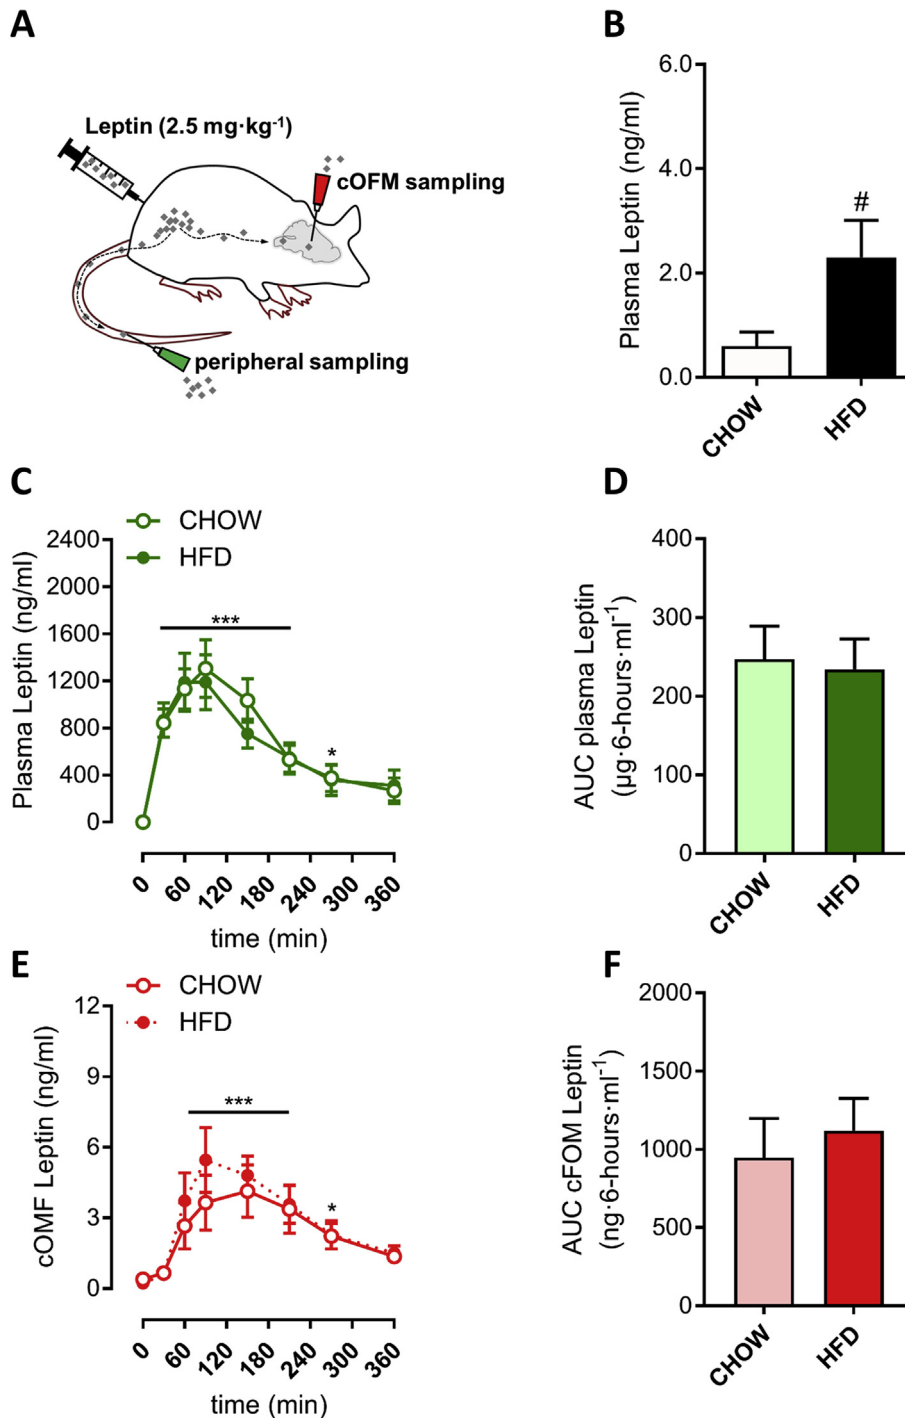 A
Leptin (2.5 mg·kg-1)
cOFM sampling
peripheral sampling
B
Plasma Leptin (ng/ml)
6.0
4.0
2.0
0.0
#
CHOW
HFD
C
CHOW
HFD
Plasma Leptin (ng/ml)
2400
2000
1600
1200
800
400
0
***
*
0
60
120
180
240
300
360
time (min)
D
AUC plasma Leptin
(µg·6-hours·ml-1)
400
300
200
100
0
CHOW
HFD
E
CHOW
HFD
cOMF Leptin (ng/ml)
12
9
6
3
0
***
*
0
60
120
180
240
300
360
time (min)
F
AUC cFOM Leptin
(ng·6-hours·ml-1)
2000
1500
1000
500
0
CHOW
HFD